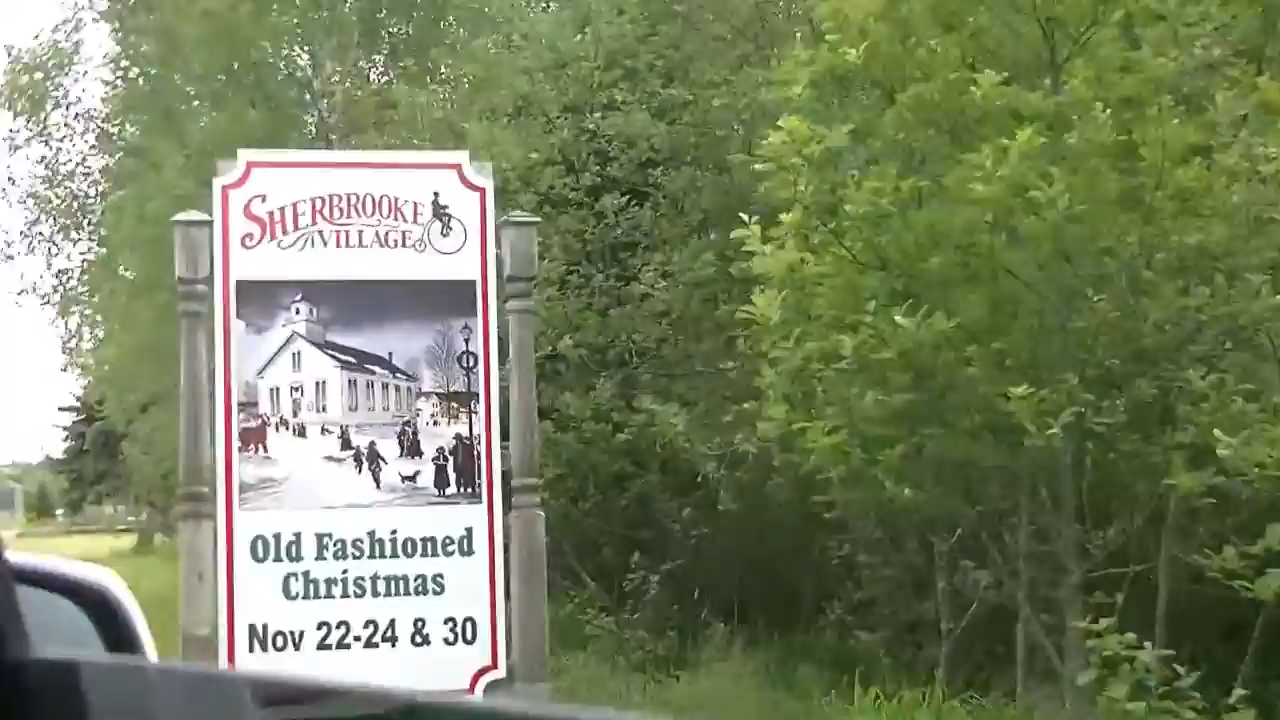 SHERBROOKE
VILLAGE
Old Fashioned
Christmas
Nov 22-24 & 30